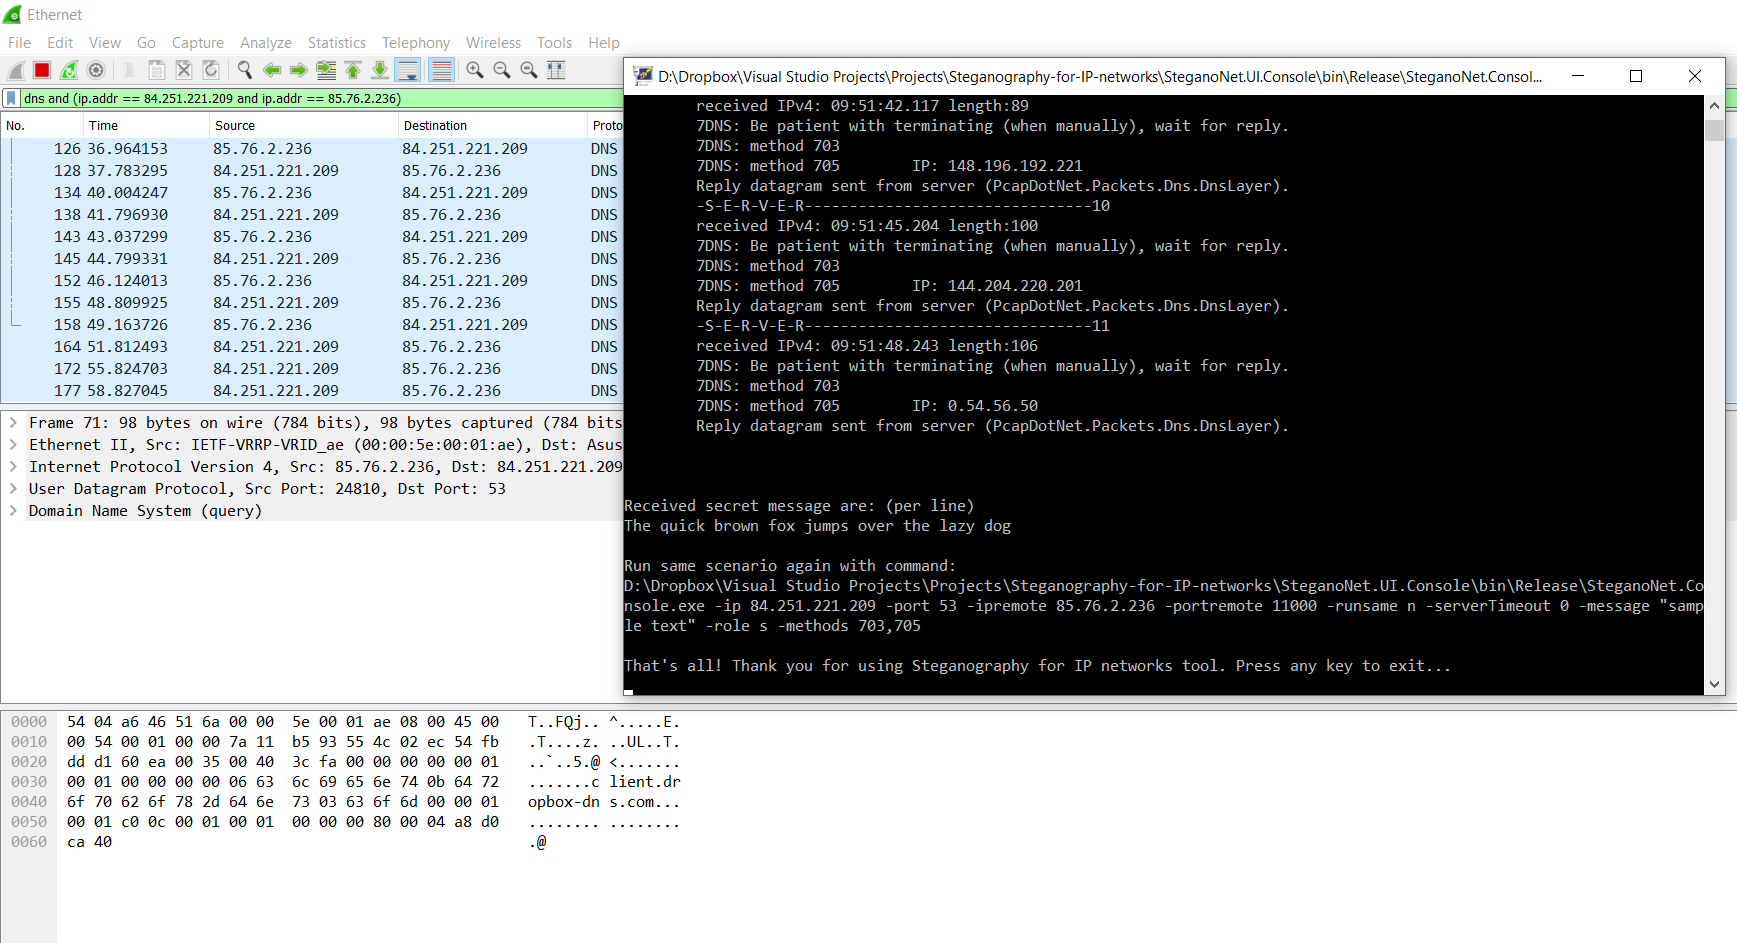 Ethernet
File Edit View Go Capture Analyze Statistics Telephony Wireless Tools Help
dns and (ip.addr == 84.251.221.209 and ip.addr == 85.76.2.236)
No. Time Source Destination Proto
126 36.964153 85.76.2.236 84.251.221.209 DNS
128 37.783295 84.251.221.209 85.76.2.236 DNS
134 40.004247 85.76.2.236 84.251.221.209 DNS
138 41.796930 84.251.221.209 85.76.2.236 DNS
143 43.037299 85.76.2.236 84.251.221.209 DNS
145 44.799331 84.251.221.209 85.76.2.236 DNS
152 46.124013 85.76.2.236 84.251.221.209 DNS
155 48.809925 84.251.221.209 85.76.2.236 DNS
158 49.163726 85.76.2.236 84.251.221.209 DNS
164 51.812493 84.251.221.209 85.76.2.236 DNS
172 55.824703 84.251.221.209 85.76.2.236 DNS
177 58.827045 84.251.221.209 85.76.2.236 DNS
Frame 71: 98 bytes on wire (784 bits), 98 bytes captured (784 bits
Ethernet II, Src: IETF-VRRP-VRID_ae (00:00:5e:00:01:ae), Dst: Asus
Internet Protocol Version 4, Src: 85.76.2.236, Dst: 84.251.221.209
User Datagram Protocol, Src Port: 24810, Dst Port: 53
Domain Name System (query)
D:\Dropbox\Visual Studio Projects\Projects\Steganography-for-IP-networks\SteganoNet.UI.Console\bin\Release\SteganoNet.Consol...
received IPv4: 09:51:42.117 length:89
7DNS: Be patient with terminating (when manually), wait for reply.
7DNS: method 703
7DNS: method 705 IP: 148.196.192.221
Reply datagram sent from server (PcapDotNet.Packets.Dns.DnsLayer).
-S-E-R-V-E-R--------------------------------10
received IPv4: 09:51:45.204 length:100
7DNS: Be patient with terminating (when manually), wait for reply.
7DNS: method 703
7DNS: method 705 IP: 144.204.220.201
Reply datagram sent from server (PcapDotNet.Packets.Dns.DnsLayer).
-S-E-R-V-E-R--------------------------------11
received IPv4: 09:51:48.243 length:106
7DNS: Be patient with terminating (when manually), wait for reply.
7DNS: method 703
7DNS: method 705 IP: 0.54.56.50
Reply datagram sent from server (PcapDotNet.Packets.Dns.DnsLayer).
Received secret message are: (per line)
The quick brown fox jumps over the lazy dog
Run same scenario again with command:
D:\Dropbox\Visual Studio Projects\Projects\Steganography-for-IP-networks\SteganoNet.UI.Console\bin\Release\SteganoNet.Co
nsole.exe -ip 84.251.221.209 -port 53 -ipremote 85.76.2.236 -portremote 11000 -runsame n -serverTimeout 0 -message "samp
le text" -role s -methods 703,705
That's all! Thank you for using Steganography for IP networks tool. Press any key to exit...
0000 54 04 a6 46 51 6a 00 00 5e 00 01 ae 08 00 45 00 T..FQj.. ^.....E.
0010 00 54 00 01 00 00 7a 11 b5 93 55 4c 02 ec 54 fb .T....z. ..UL..T.
0020 dd d1 60 ea 00 35 00 40 3c fa 00 00 00 00 00 01 ..`..5.@ <.......
0030 00 01 00 00 00 00 06 63 6c 69 65 6e 74 0b 64 72 .......c lient.dr
0040 6f 70 62 6f 78 2d 64 6e 73 03 63 6f 6d 00 00 01 opbox-dn s.com...
0050 00 01 c0 0c 00 01 00 01 00 00 00 80 00 04 a8 d0 ........ ........
0060 ca 40 .@